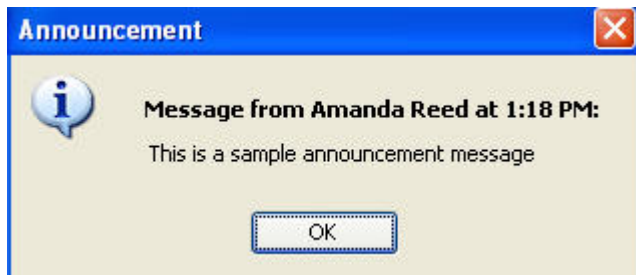 Announcement
Message from Amanda Reed at 1:18 PM:
This is a sample announcement message
OK